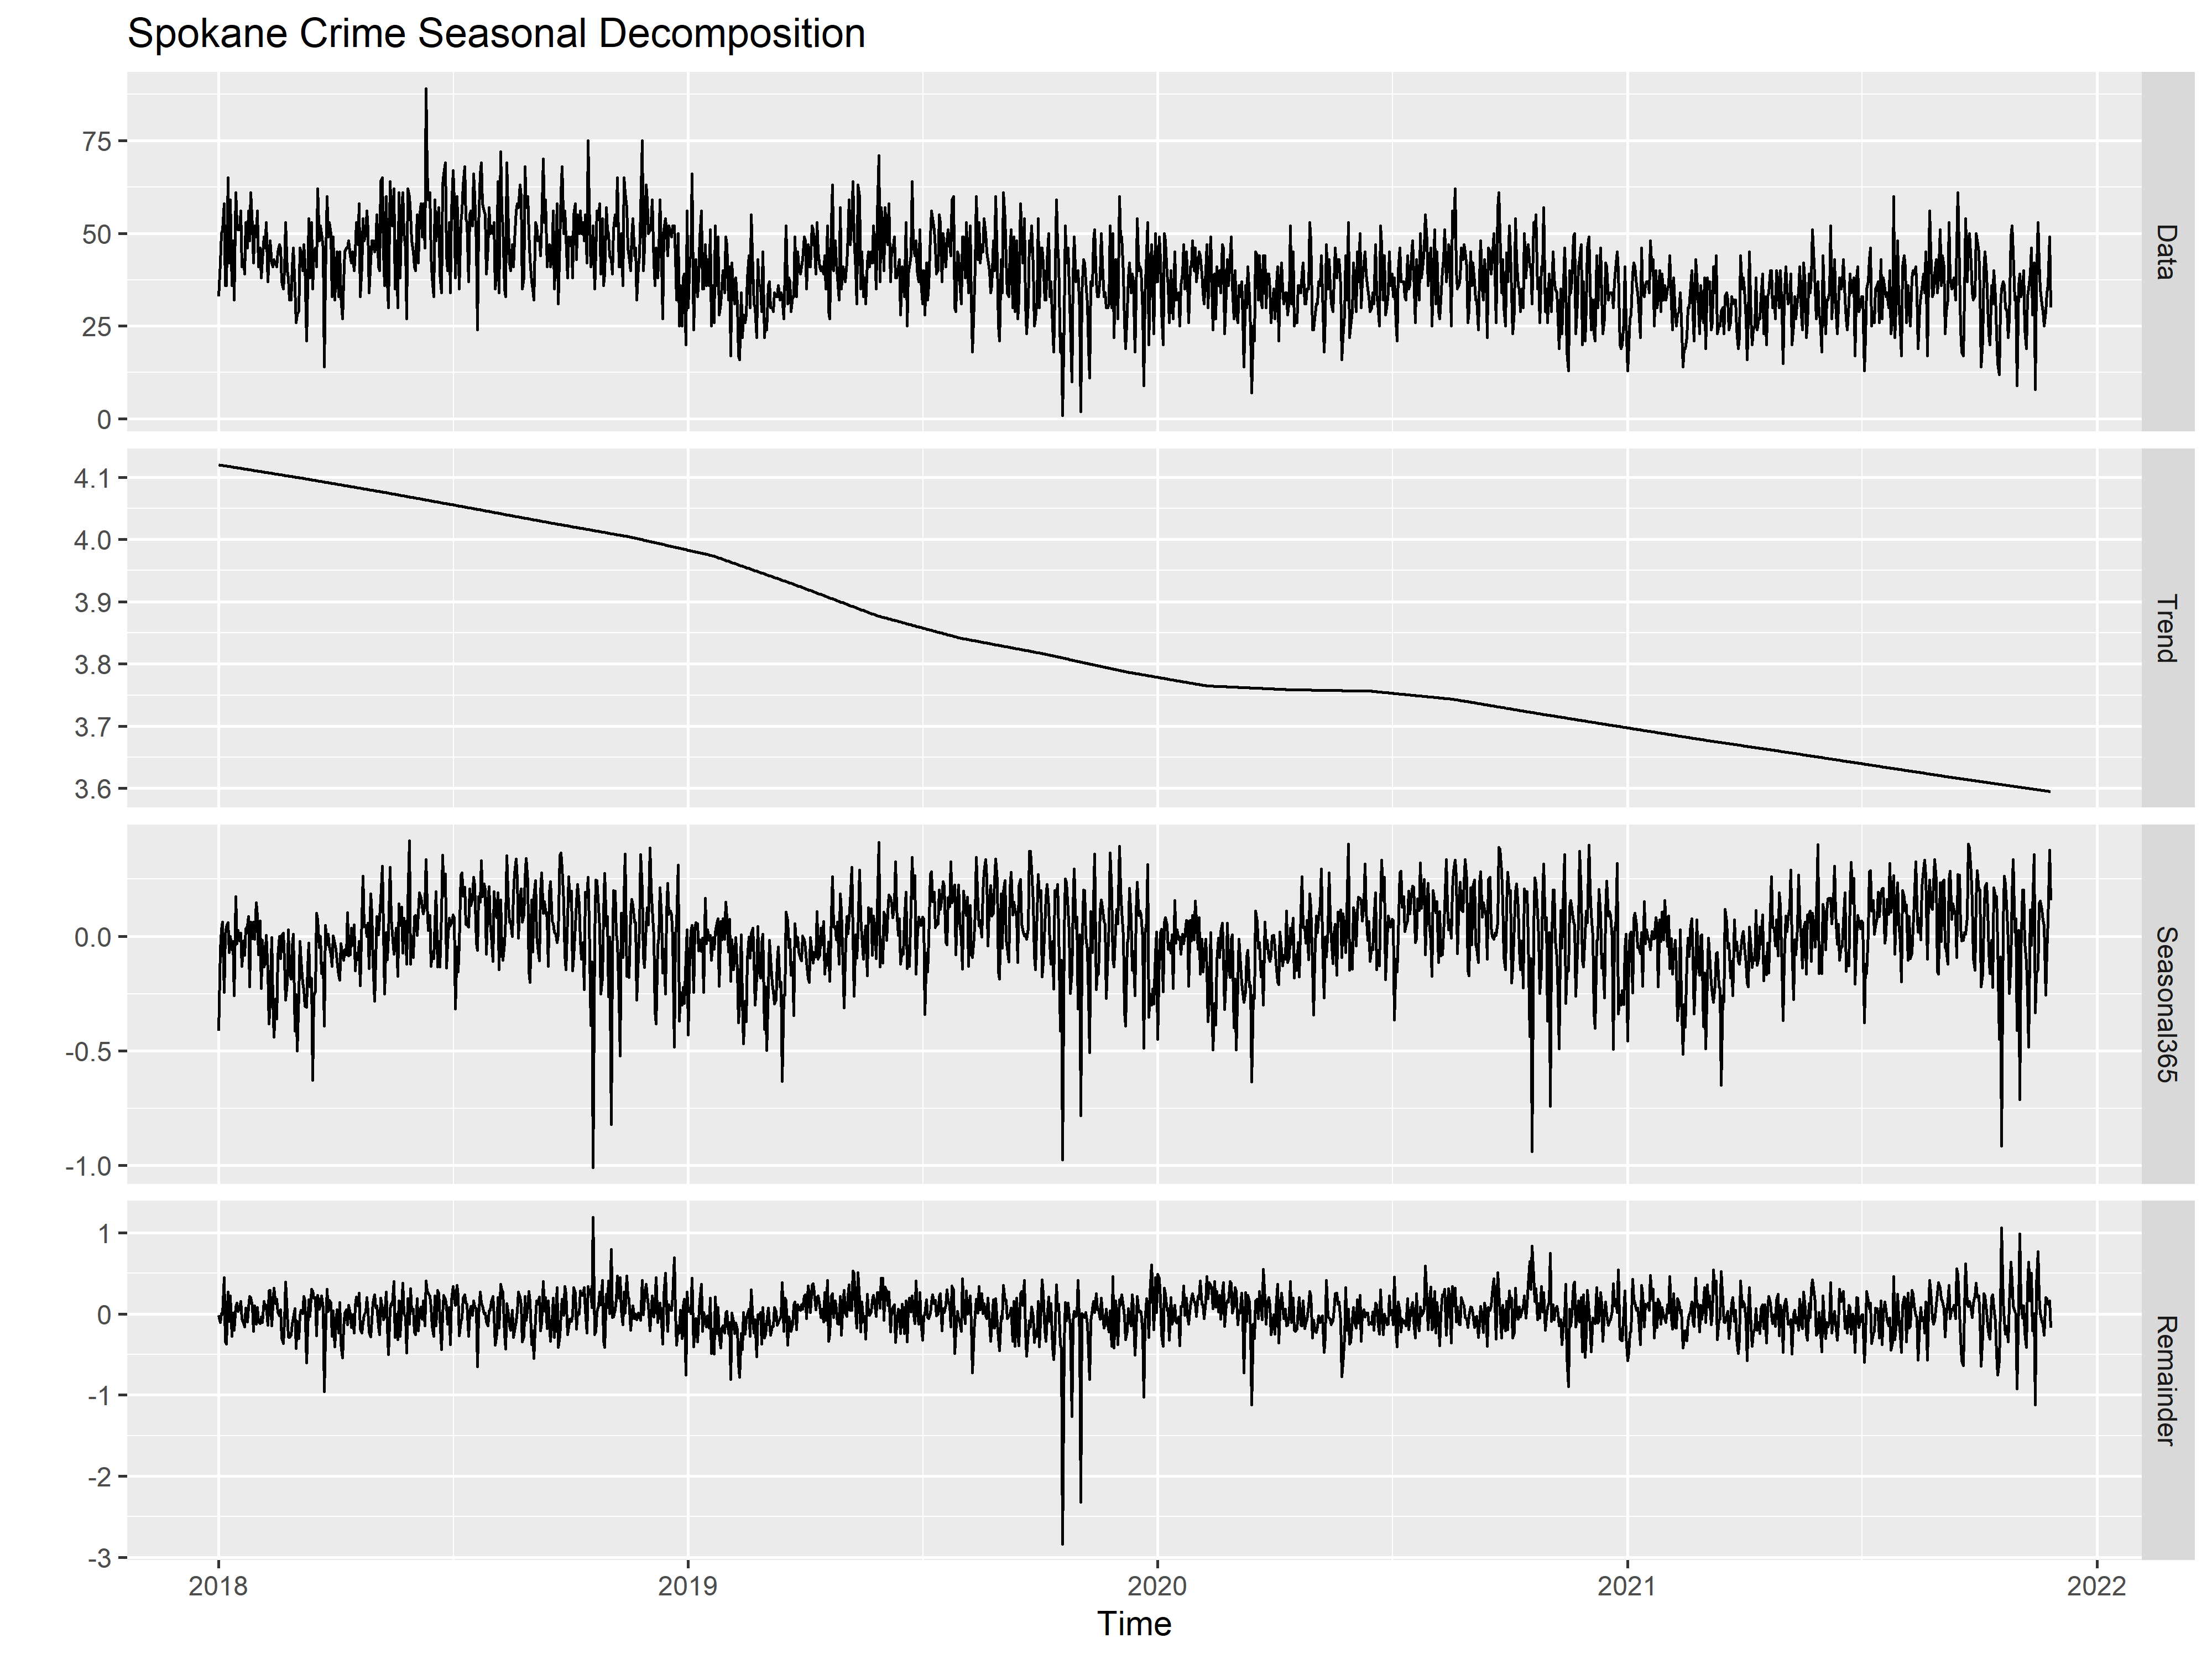 Spokane Crime Seasonal Decomposition
75
50
25
0
Data
4.1
4.0
3.9
3.8
3.7
3.6
Trend
0.0
-0.5
-1.0
Seasonal365
1
0
-1
-2
-3
Remainder
2018 2019 2020 2021 2022
Time